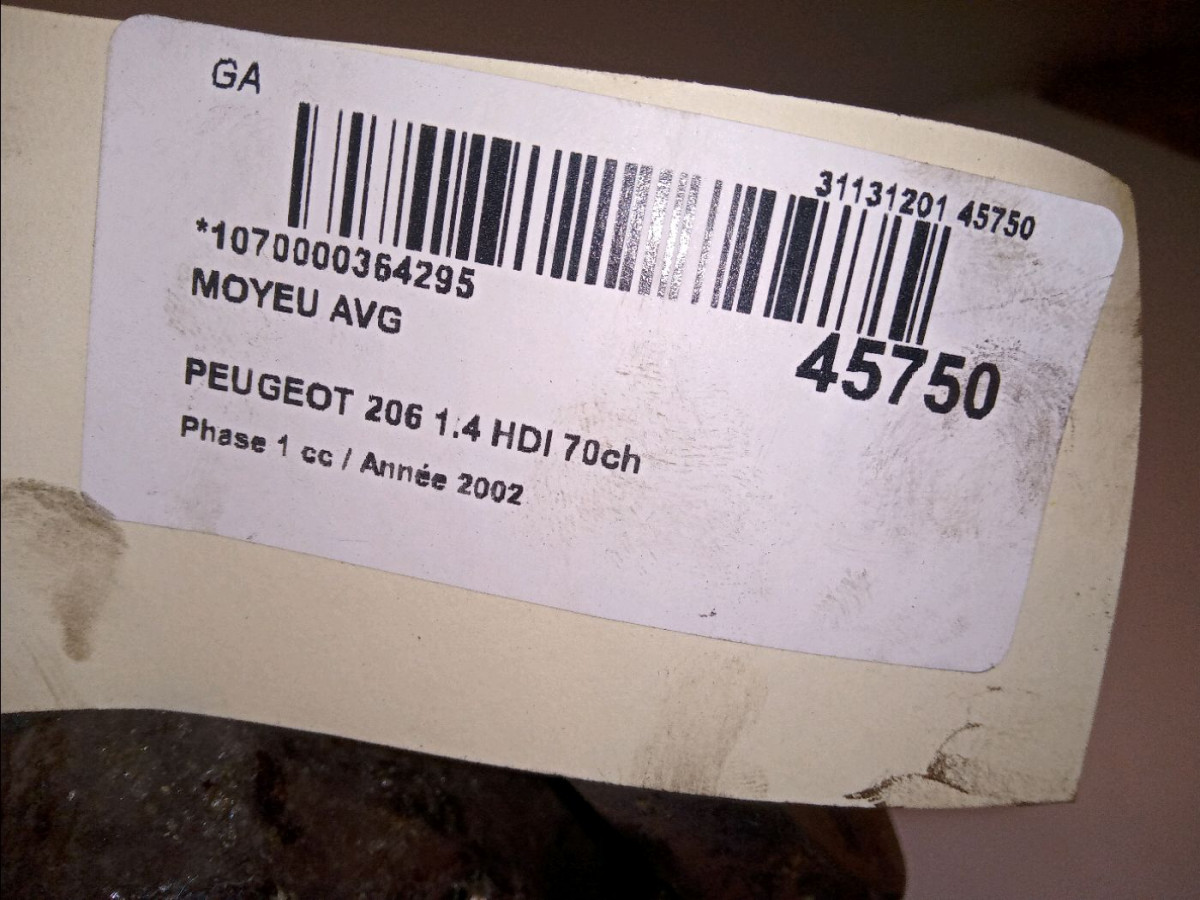 GA
31131201 45750
*1070000364295
MOYEU AVG
45750
PEUGEOT 206 1.4 HDI 70ch
Phase 1 cc / Année 2002